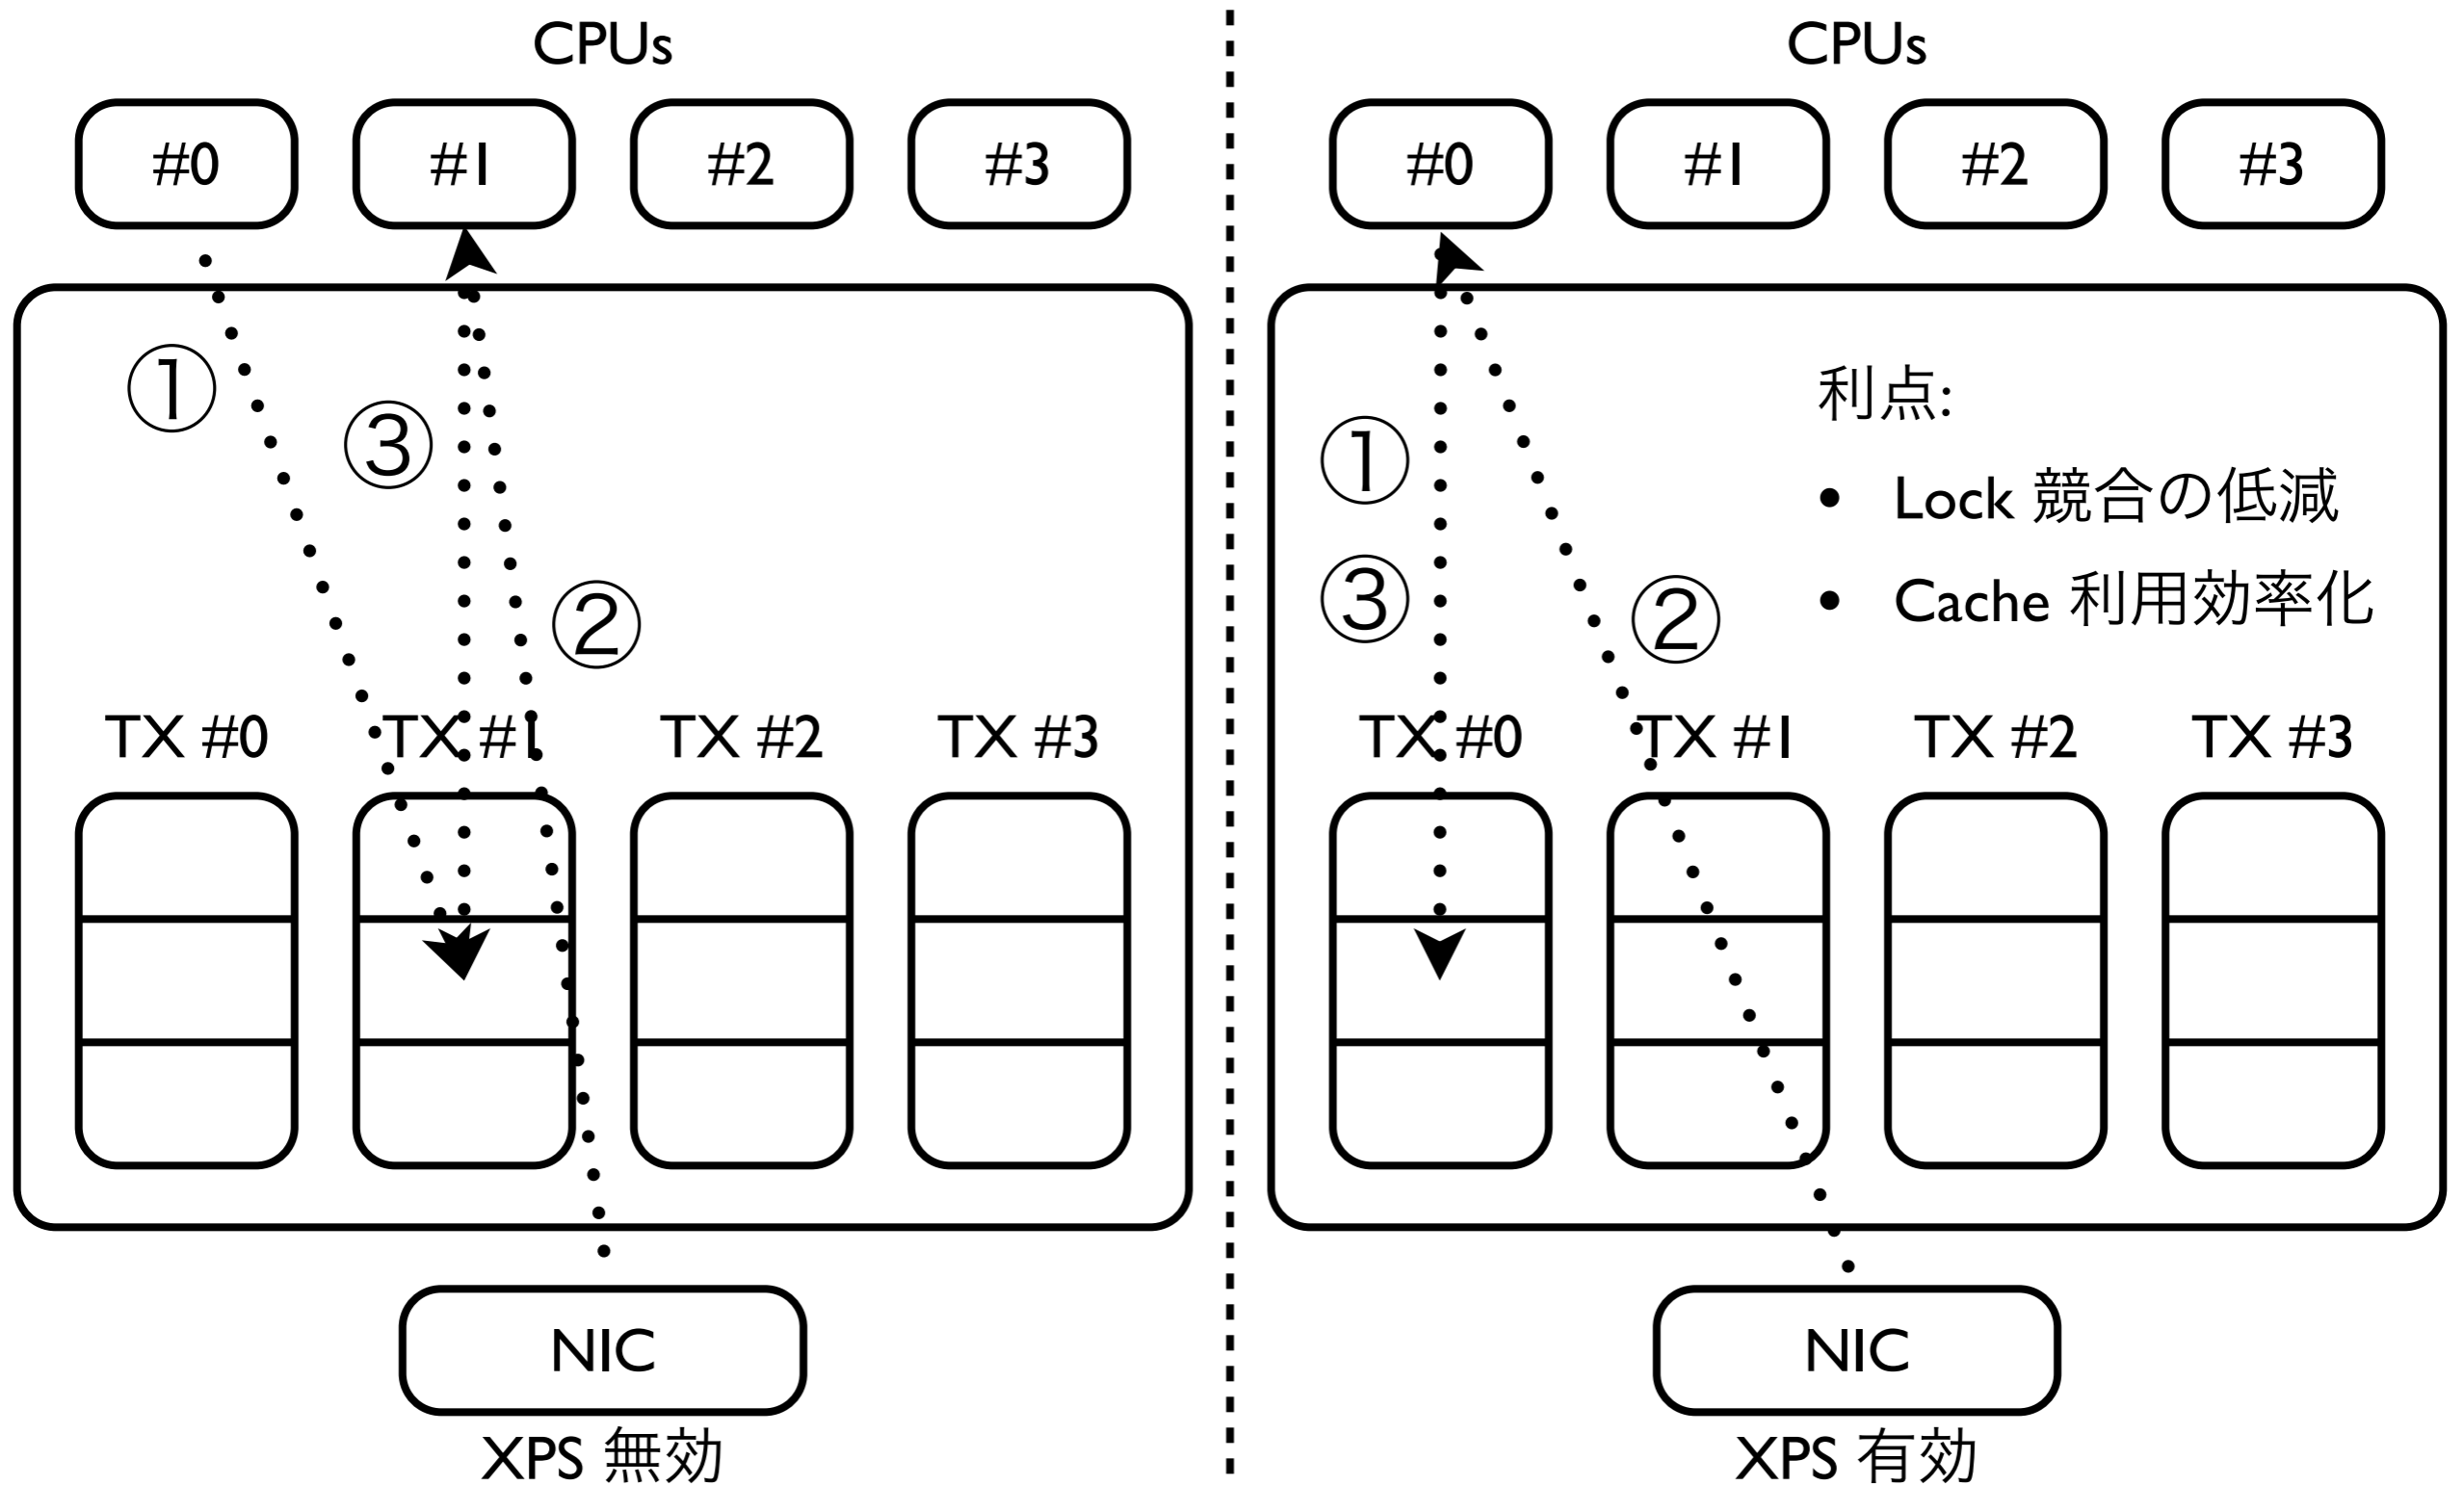 CPUs
#0
#1
#2
#3
①
③
②
TX #0
TX #1
TX #2
TX #3
NIC
XPS 無効
CPUs
#0
#1
#2
#3
利点:
① 
• Lock 競合の低減
③
②
• Cache 利用効率化
TX #0
TX #1
TX #2
TX #3
NIC
XPS 有効